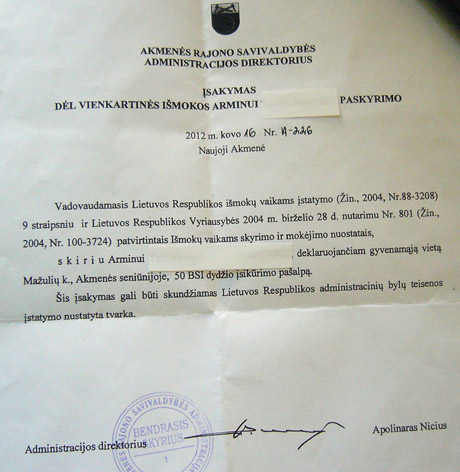 AKMENĖS RAJONO SAVIVALDYBĖS
ADMINISTRACIJOS DIREKTORIUS
ĮSAKYMAS
DĖL VIENKARTINĖS IŠMOKOS ARMINUI PASKYRIMO
2012 m. kovo 16 Nr. A-226
Naujoji Akmenė
Vadovaudamasis Lietuvos Respublikos išmokų vaikams įstatymo (Žin., 2004, Nr.88-3208)
9 straipsniu ir Lietuvos Respublikos Vyriausybės 2004 m. birželio 28 d. nutarimu Nr. 801 (Žin.,
2004, Nr. 100-3724) patvirtintais Išmokų vaikams skyrimo ir mokėjimo nuostatais,
s k i r i u Arminui , deklaruojančiam gyvenamąją vietą
Mažulių k., Akmenės seniūnijoje, 50 BSI dydžio įsikūrimo pašalpą.
Šis įsakymas gali būti skundžiamas Lietuvos Respublikos administracinių bylų teisenos
įstatymo nustatyta tvarka.
BENDRASIS
SKYRIUS
1
Administracijos direktorius
Apolinaras Nicius